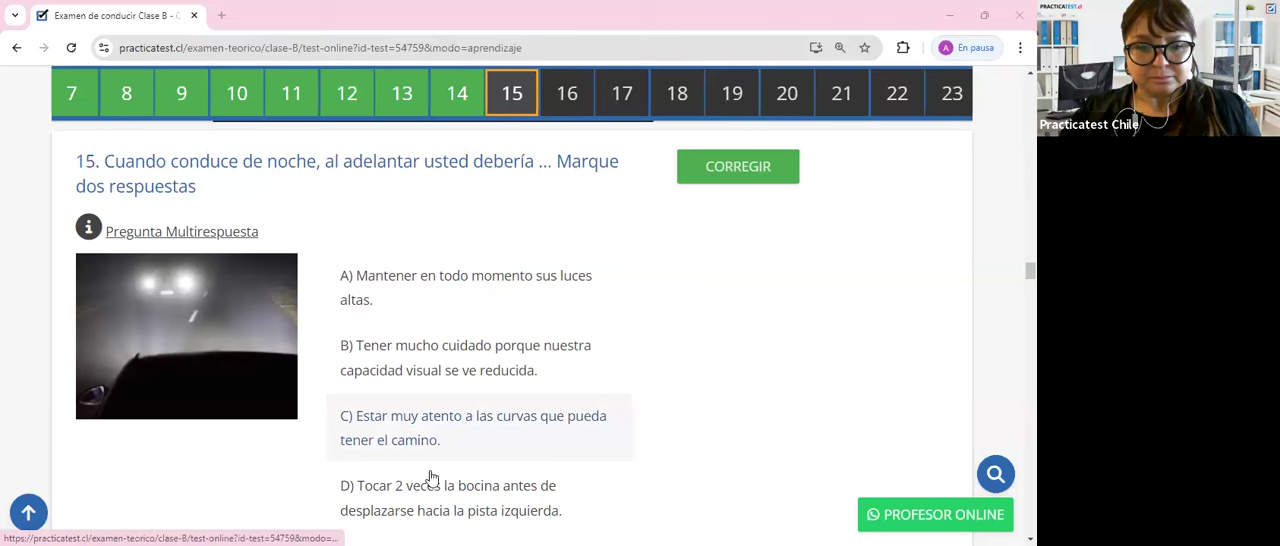 Examen de conducir Clase B - C
practicatest.cl/examen-teorico/clase-B/test-online?id-test=54759&modo=aprendizaje
A En pausa
PRACTICATEST.cl
Practicatest Chile
7 8 9 10 11 12 13 14 15 16 17 18 19 20 21 22 23
15. Cuando conduce de noche, al adelantar usted debería ... Marque
dos respuestas
CORREGIR
Pregunta Multirespuesta
A) Mantener en todo momento sus luces
altas.
B) Tener mucho cuidado porque nuestra
capacidad visual se ve reducida.
C) Estar muy atento a las curvas que pueda
tener el camino.
D) Tocar 2 veces la bocina antes de
desplazarse hacia la pista izquierda.
PROFESOR ONLINE
https://practicatest.cl/examen-teorico/clase-B/test-online?id-test=54759&modo=...